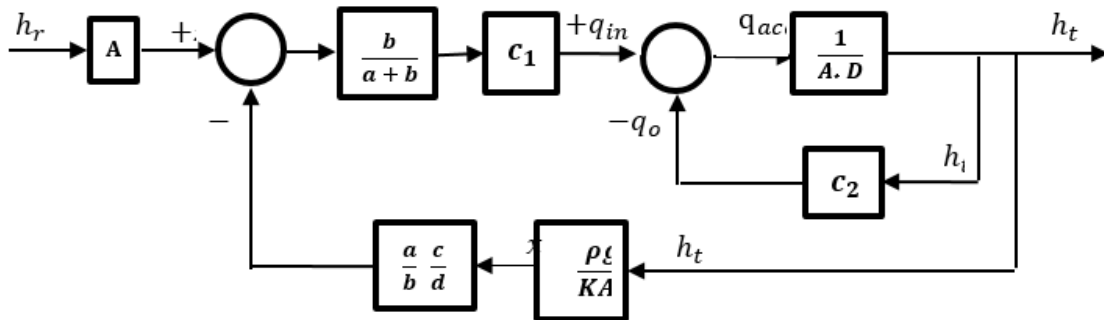 h_r
A
+
b
a + b
c_1
+q_in
q_ac
1
A. D
h_t
−
−q_o
c_2
h
a c
b d
x
ρg
KA
h_t